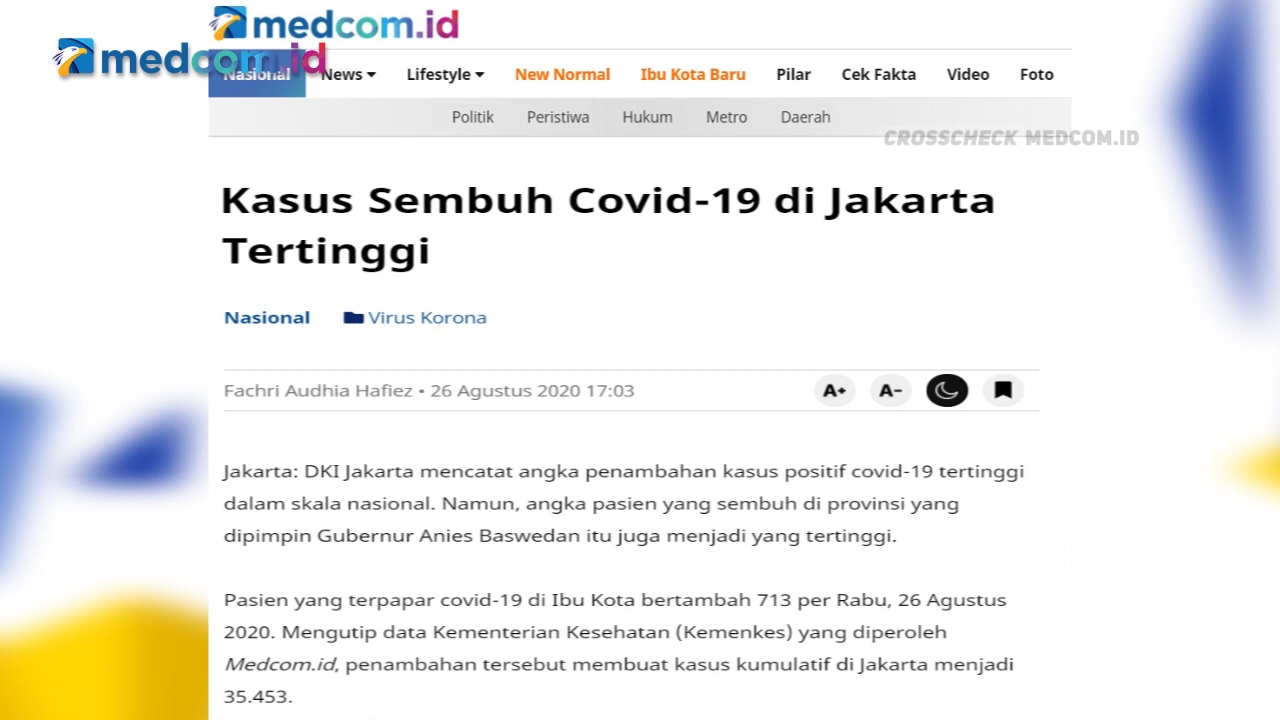 medcom.id
medcom.id
Nasional News Lifestyle New Normal Ibu Kota Baru Pilar Cek Fakta Video Foto
Politik Peristiwa Hukum Metro Daerah
CROSSCHECK MEDCOM.ID
Kasus Sembuh Covid-19 di Jakarta
Tertinggi
Nasional Virus Korona
Fachri Audhia Hafiez • 26 Agustus 2020 17:03 A+ A-
Jakarta: DKI Jakarta mencatat angka penambahan kasus positif covid-19 tertinggi
dalam skala nasional. Namun, angka pasien yang sembuh di provinsi yang
dipimpin Gubernur Anies Baswedan itu juga menjadi yang tertinggi.
Pasien yang terpapar covid-19 di Ibu Kota bertambah 713 per Rabu, 26 Agustus
2020. Mengutip data Kementerian Kesehatan (Kemenkes) yang diperoleh
Medcom.id, penambahan tersebut membuat kasus kumulatif di Jakarta menjadi
35.453.